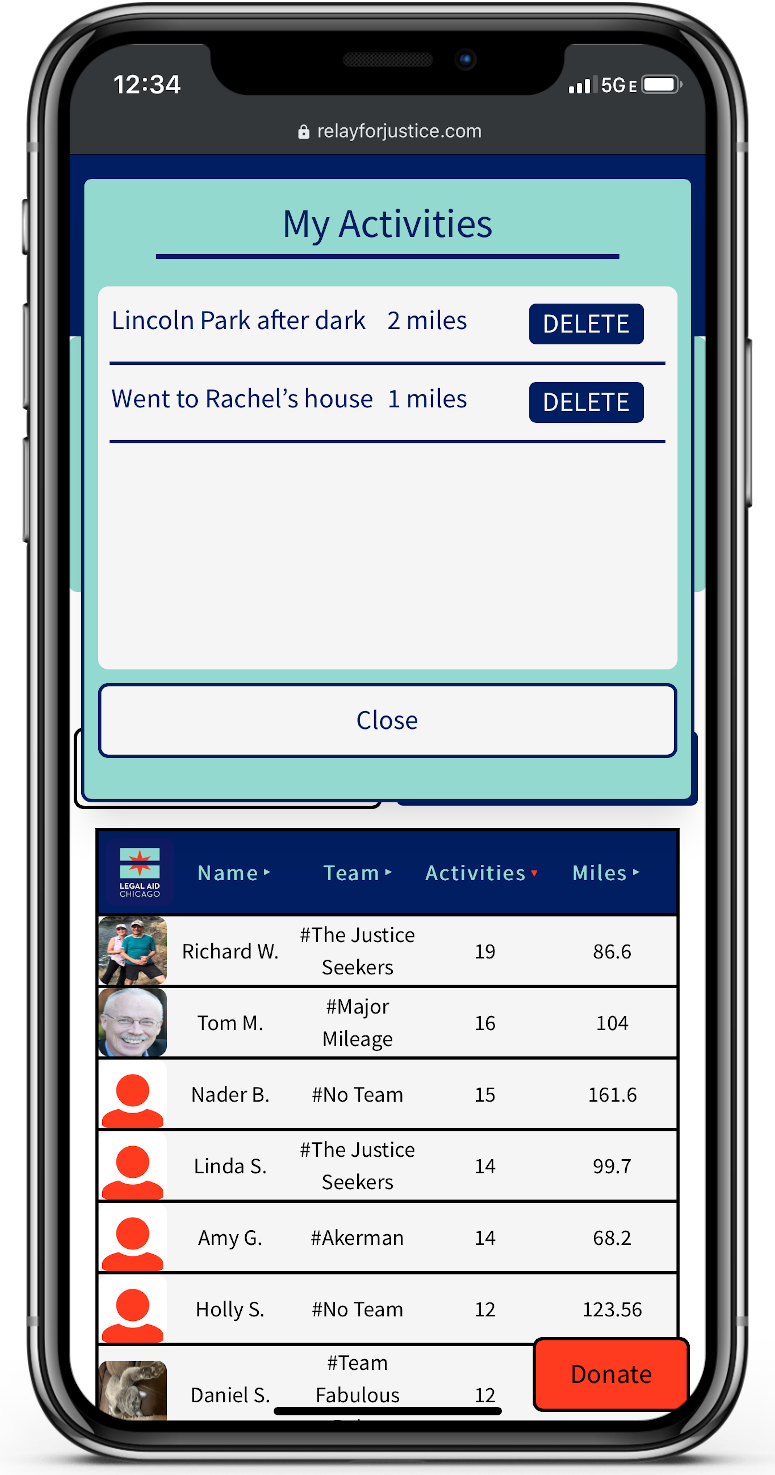 12:34 5GE
relayforjustice.com
My Activities
Lincoln Park after dark 2 miles DELETE
Went to Rachel’s house 1 miles DELETE
Close
LEGAL AID
CHICAGO
Name Team Activities Miles
Richard W. #The Justice Seekers 19 86.6
Tom M. #Major Mileage 16 104
Nader B. #No Team 15 161.6
Linda S. #The Justice Seekers 14 99.7
Amy G. #Akerman 14 68.2
Holly S. #No Team 12 123.56
Daniel S. #Team Fabulous 12
Donate